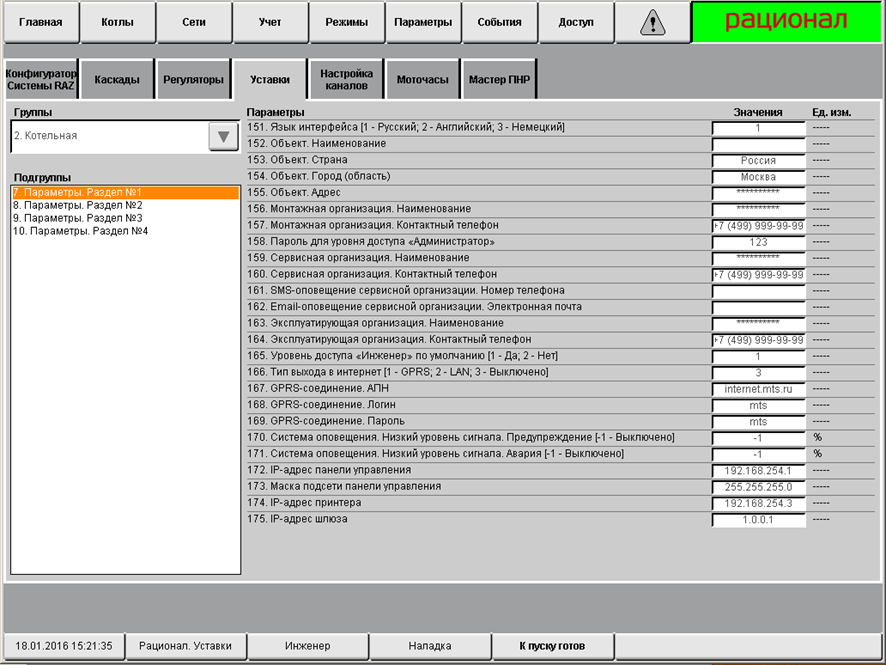 Главная Котлы Сети Учет Режимы Параметры События Доступ рационал
Конфигуратор Системы RAZ Каскады Регуляторы Уставки Настройка каналов Моточасы Мастер ПНР
Группы
2. Котельная
Подгруппы
7. Параметры. Раздел №1
8. Параметры. Раздел №2
9. Параметры. Раздел №3
10. Параметры. Раздел №4
Параметры Значения Ед. изм.
151. Язык интерфейса [1 - Русский; 2 - Английский; 3 - Немецкий] 1 -----
152. Объект. Наименование -----
153. Объект. Страна Россия -----
154. Объект. Город (область) Москва -----
155. Объект. Адрес ********** -----
156. Монтажная организация. Наименование ********** -----
157. Монтажная организация. Контактный телефон +7 (499) 999-99-99 -----
158. Пароль для уровня доступа «Администратор» 123 -----
159. Сервисная организация. Наименование ********** -----
160. Сервисная организация. Контактный телефон +7 (499) 999-99-99 -----
161. SMS-оповещение сервисной организации. Номер телефона -----
162. Email-оповещение сервисной организации. Электронная почта -----
163. Эксплуатирующая организация. Наименование ********** -----
164. Эксплуатирующая организация. Контактный телефон +7 (499) 999-99-99 -----
165. Уровень доступа «Инженер» по умолчанию [1 - Да; 2 - Нет] 1 -----
166. Тип выхода в интернет [1 - GPRS; 2 - LAN; 3 - Выключено] 3 -----
167. GPRS-соединение. АПН internet.mts.ru -----
168. GPRS-соединение. Логин mts -----
169. GPRS-соединение. Пароль mts -----
170. Система оповещения. Низкий уровень сигнала. Предупреждение [-1 - Выключено] -1 %
171. Система оповещения. Низкий уровень сигнала. Авария [-1 - Выключено] -1 %
172. IP-адрес панели управления 192.168.254.1 -----
173. Маска подсети панели управления 255.255.255.0 -----
174. IP-адрес принтера 192.168.254.3 -----
175. IP-адрес шлюза 1.0.0.1 -----
18.01.2016 15:21:35 Рационал. Уставки Инженер Наладка К пуску готов